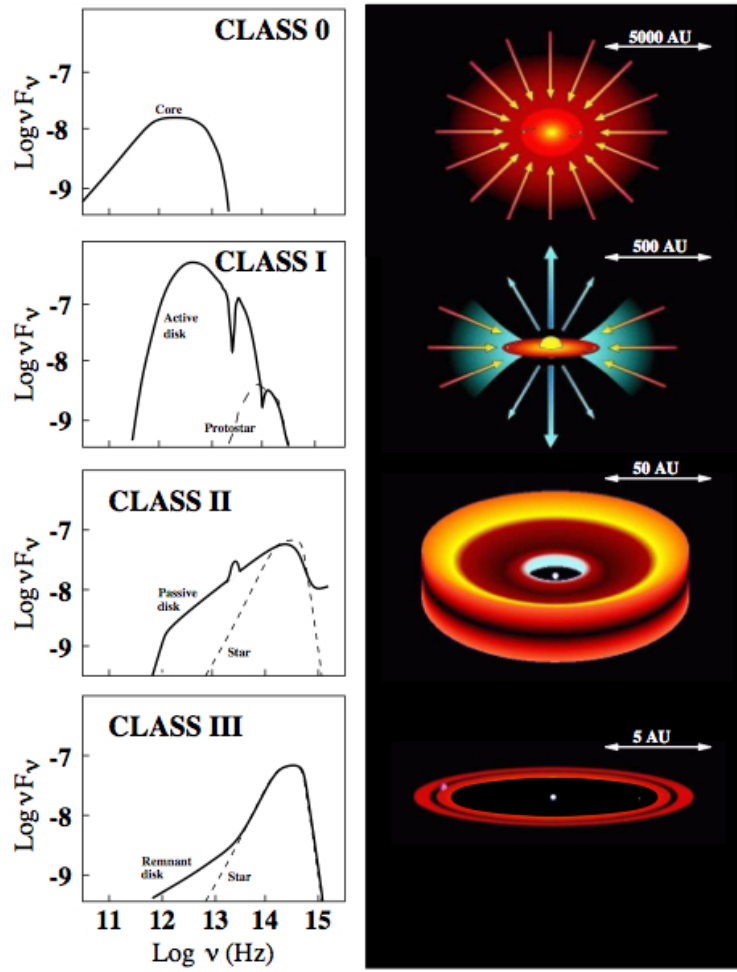 CLASS 0
-7
-8
-9
Log νFν
Core
5000 AU
CLASS I
-7
-8
-9
Log νFν
Active
disk
Protostar
500 AU
CLASS II
-7
-8
-9
Log νFν
Passive
disk
Star
50 AU
CLASS III
-7
-8
-9
Log νFν
Remnant
disk
Star
5 AU
11 12 13 14 15
Log ν (Hz)